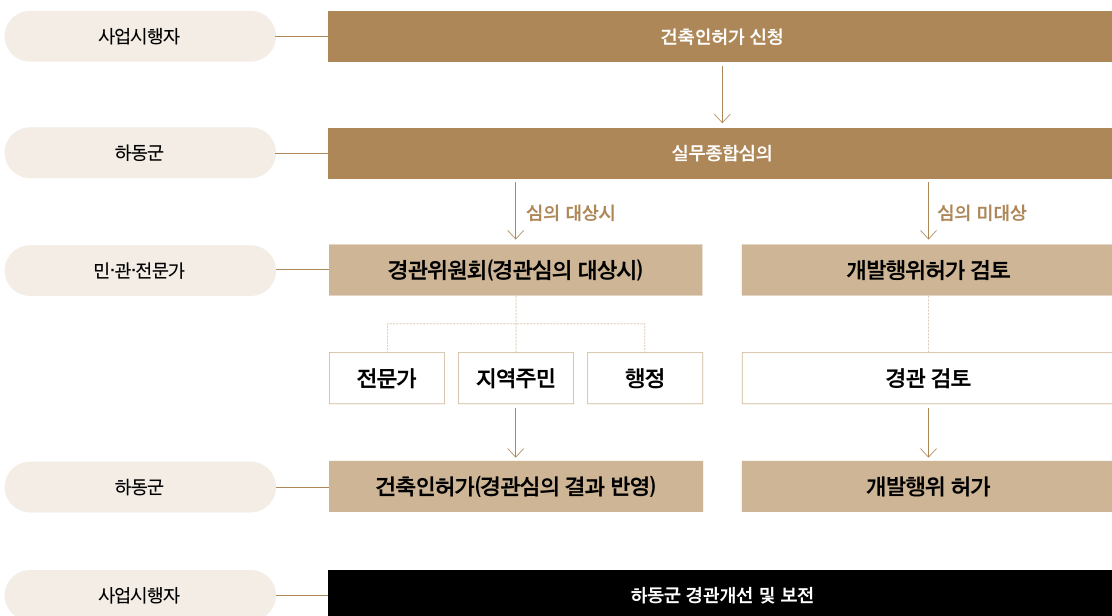 사업시행자
건축인허가 신청
하동군
실무종합심의
심의 대상시
심의 미대상
민·관·전문가
경관위원회(경관심의 대상시)
개발행위허가 검토
전문가
지역주민
행정
경관 검토
하동군
건축인허가(경관심의 결과 반영)
개발행위 허가
사업시행자
하동군 경관개선 및 보전